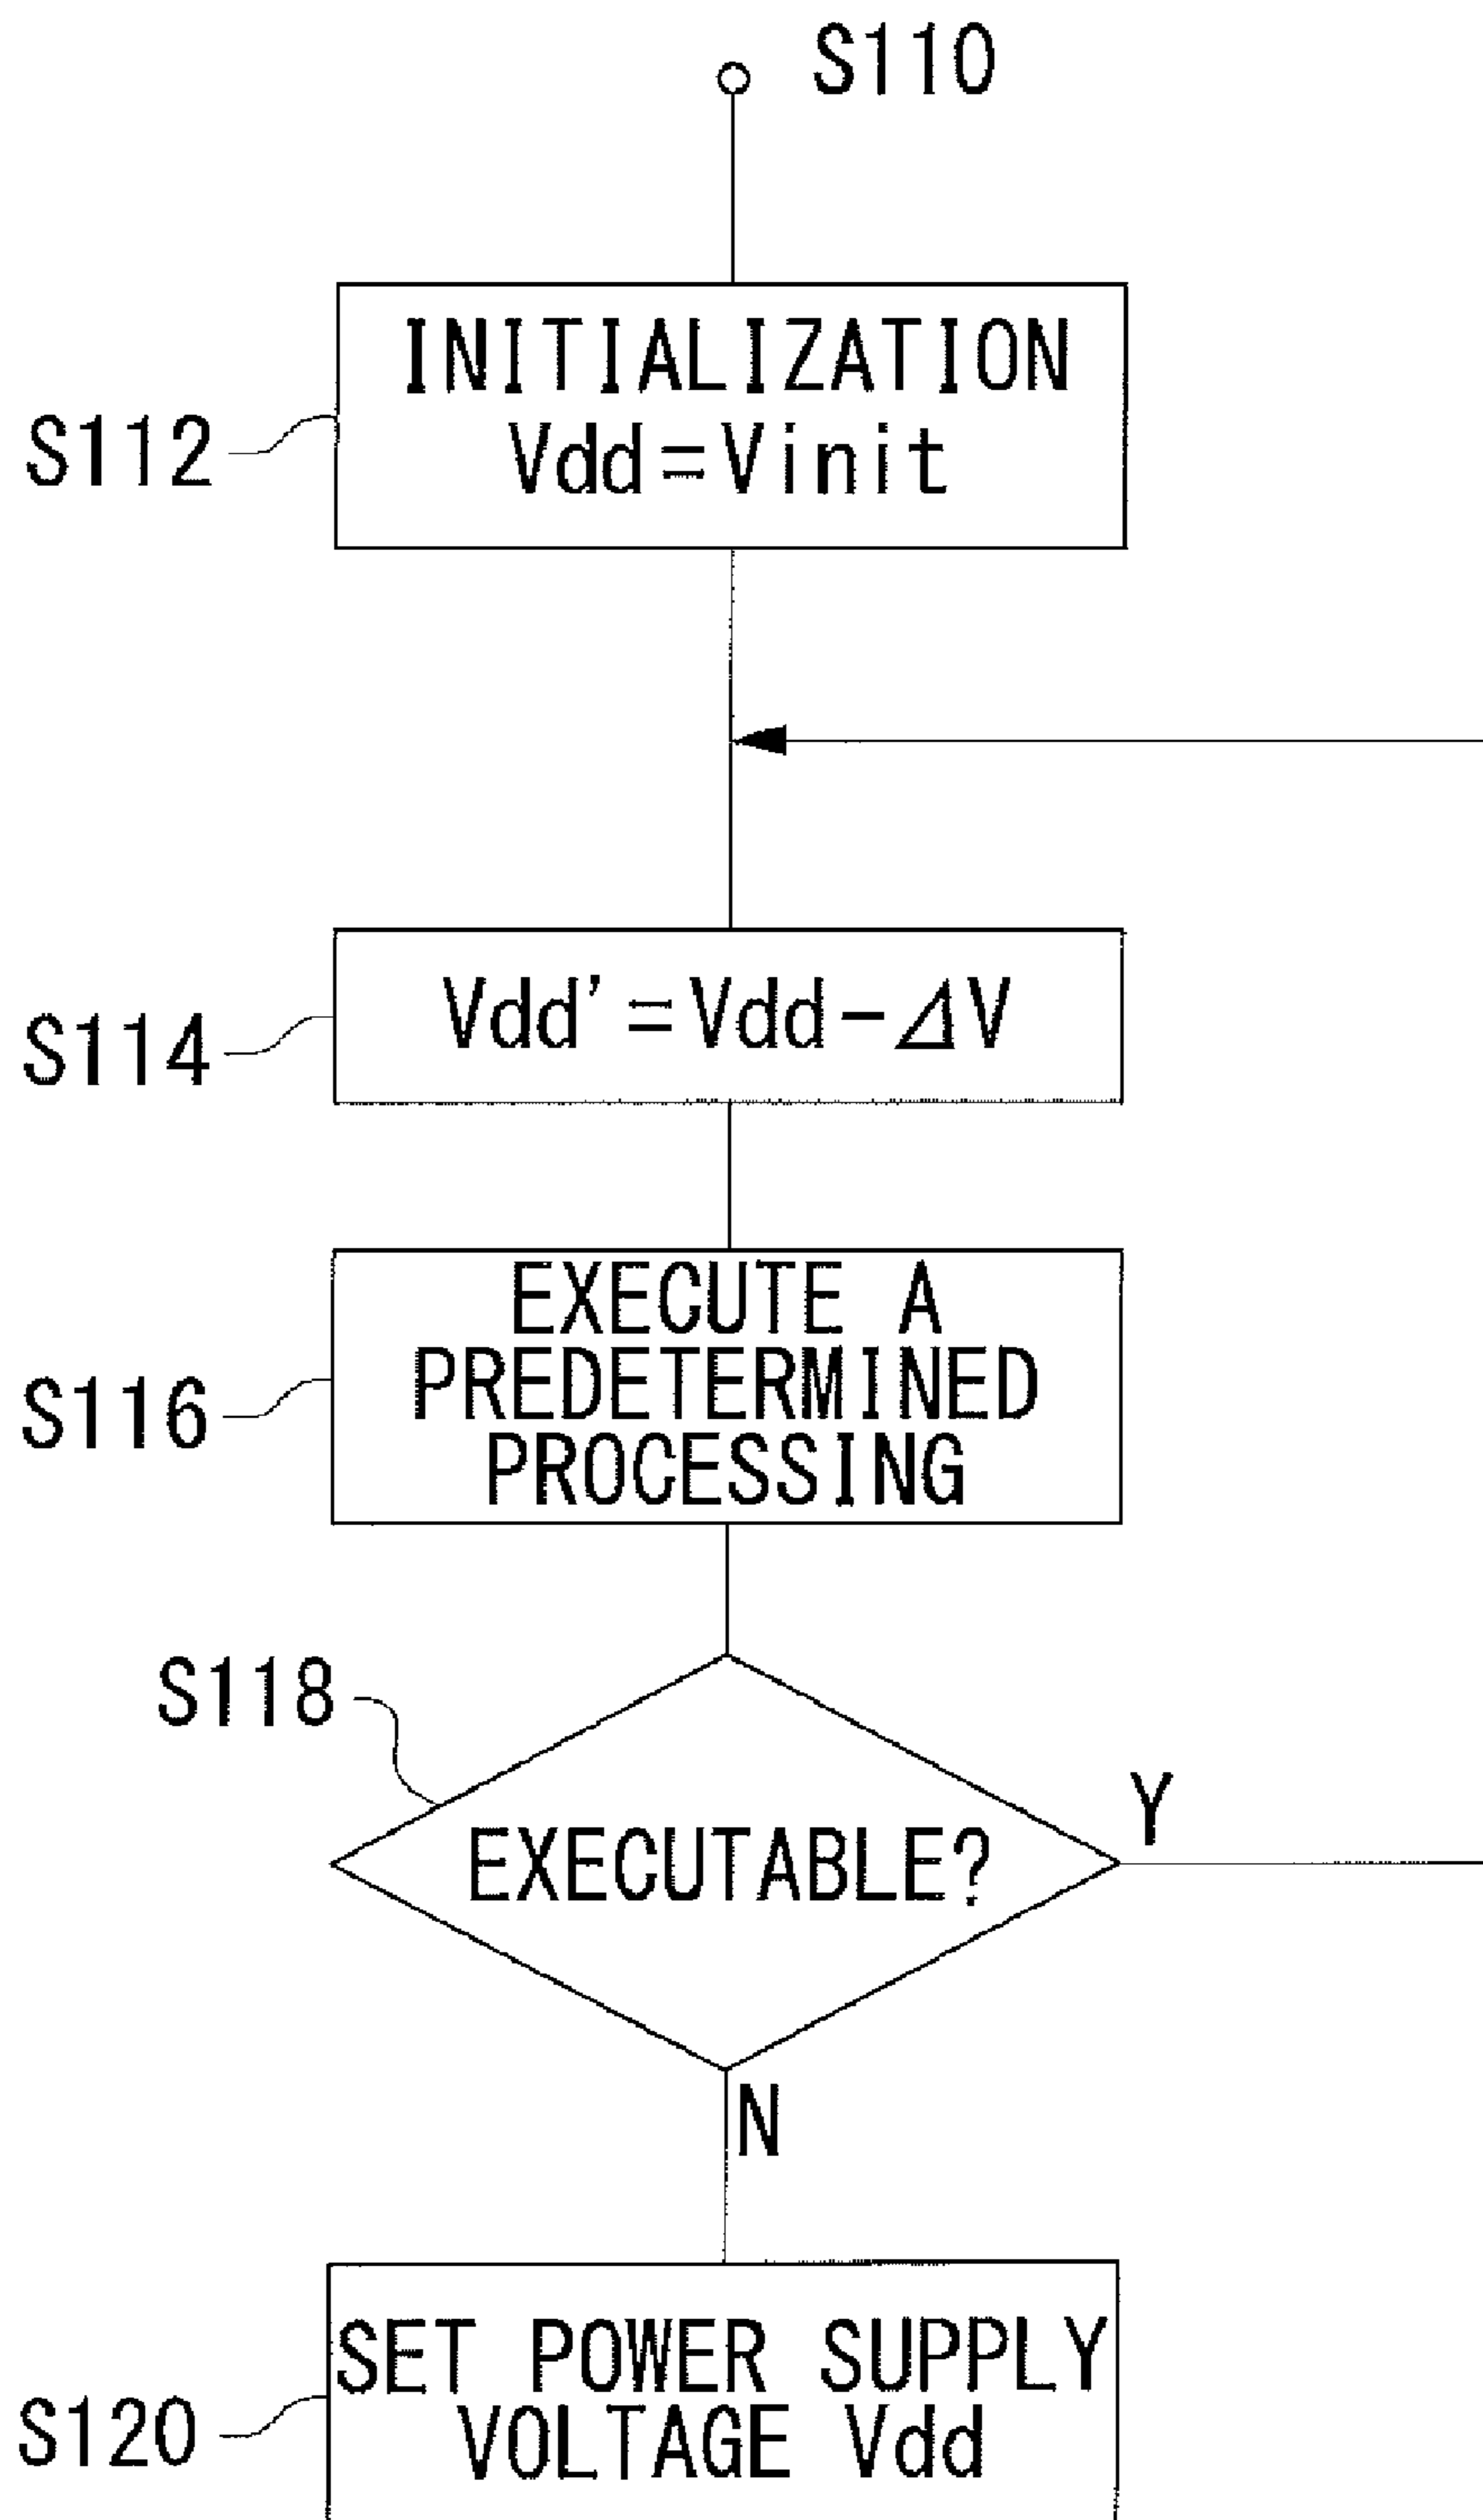 S110
INITIALIZATION
Vdd=Vinit
S112
Vdd'=Vdd-ΔV
S114
EXECUTE A
PREDETERMINED
PROCESSING
S116
S118
EXECUTABLE?
Y
N
SET POWER SUPPLY
VOLTAGE Vdd
S120